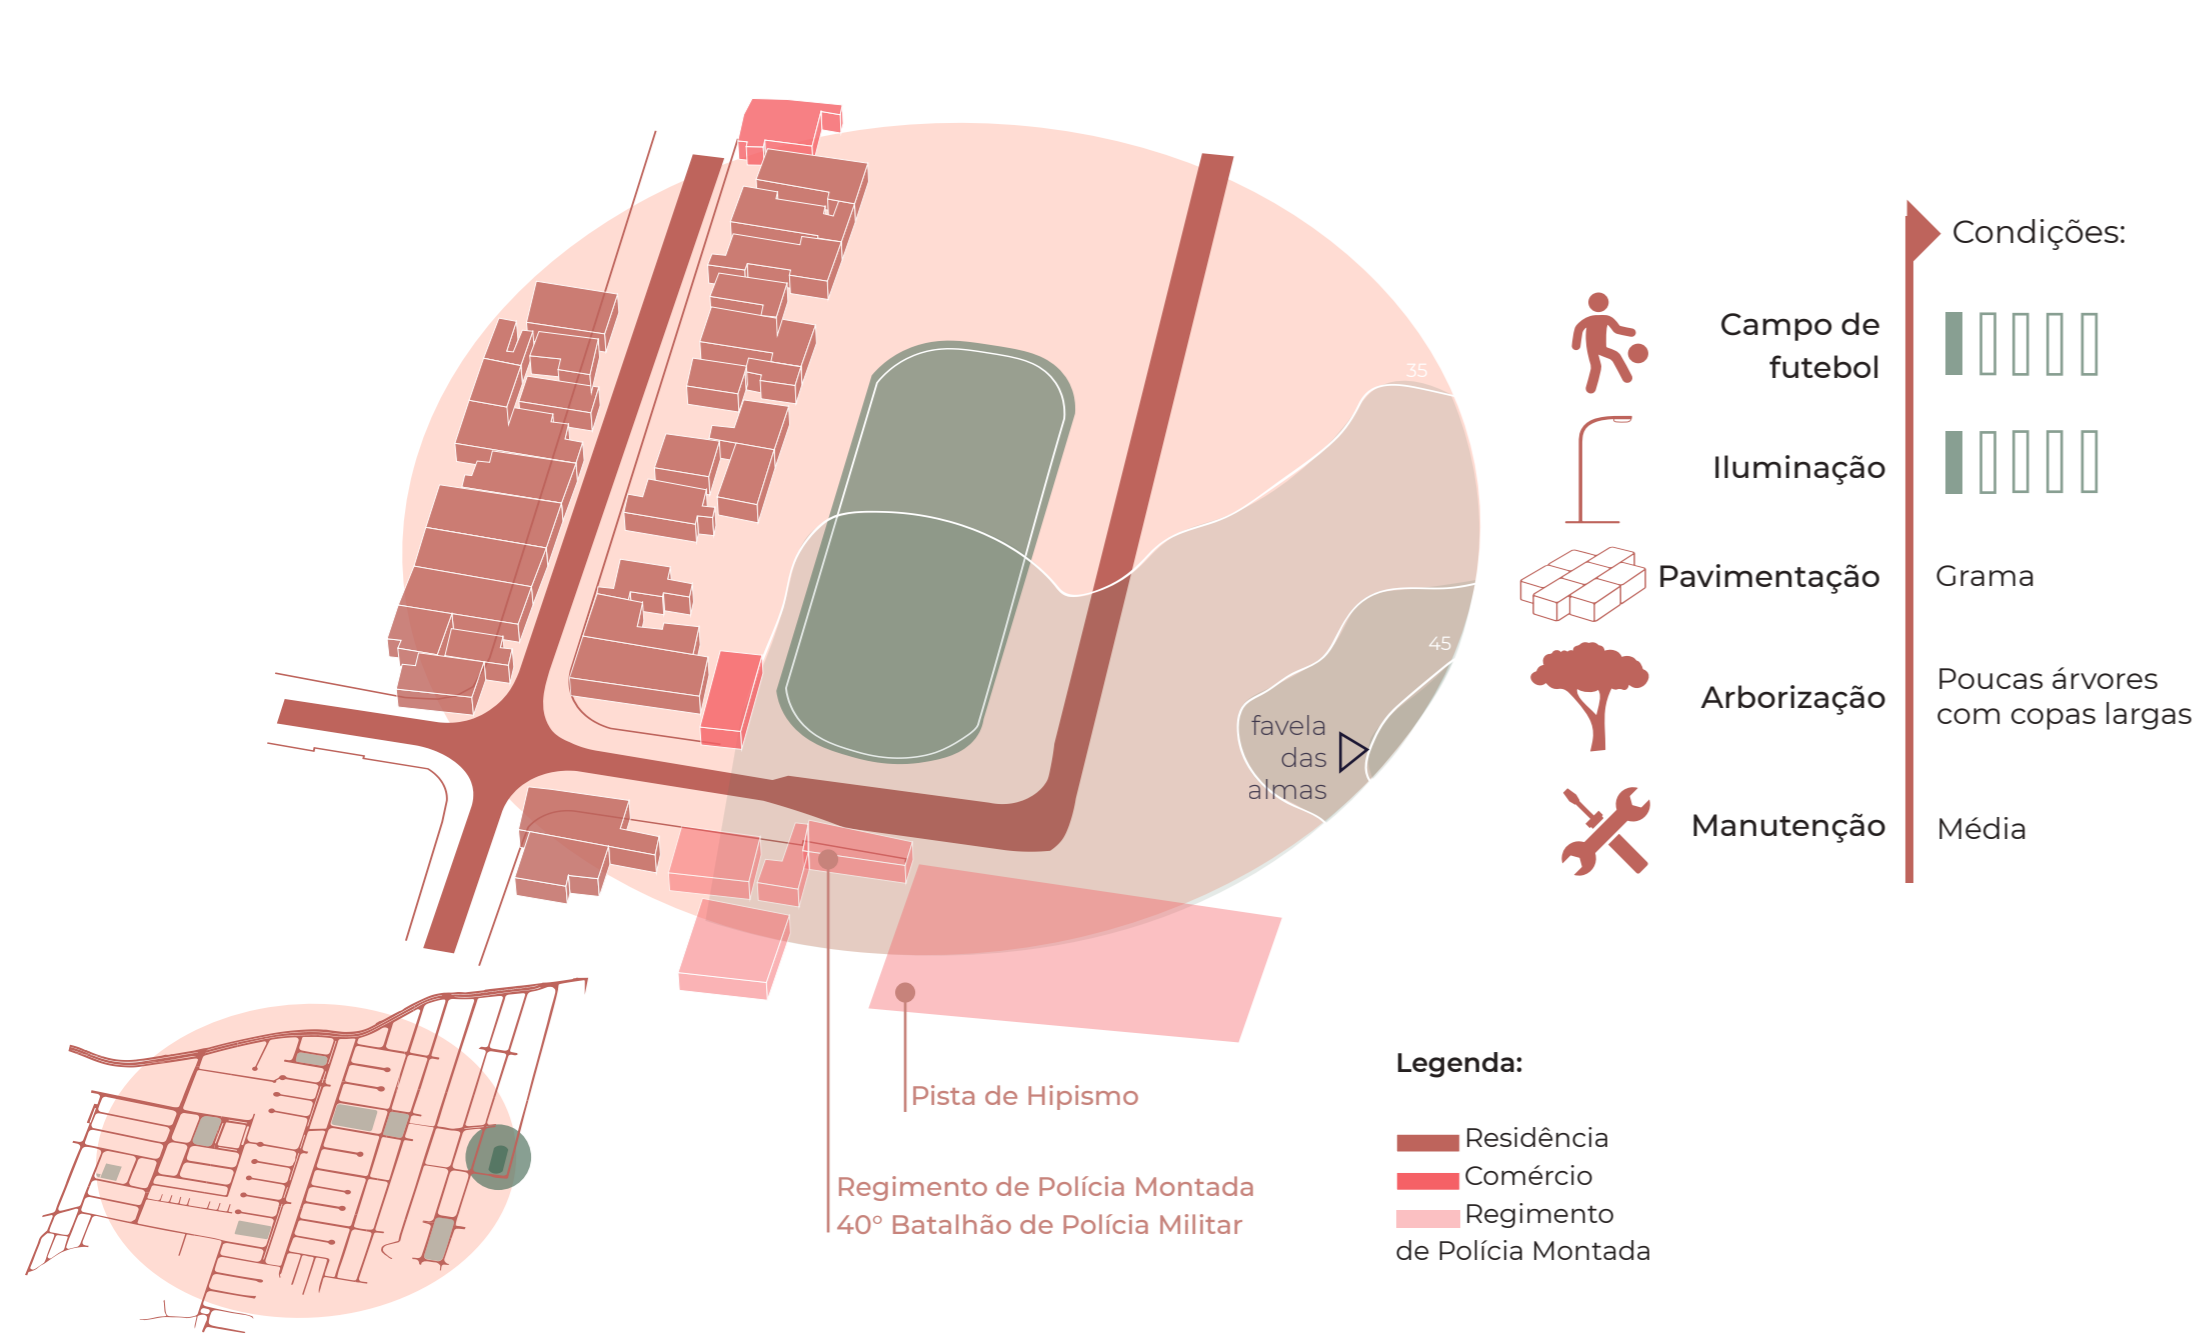 35
45
favela
das
almas
Pista de Hipismo
Regimento de Polícia Montada
40° Batalhão de Polícia Militar
Condições:
Campo de
futebol
Iluminação
Pavimentação
Grama
Arborização
Poucas árvores
com copas largas
Manutenção
Média
Legenda:
Residência
Comércio
Regimento
de Polícia Montada